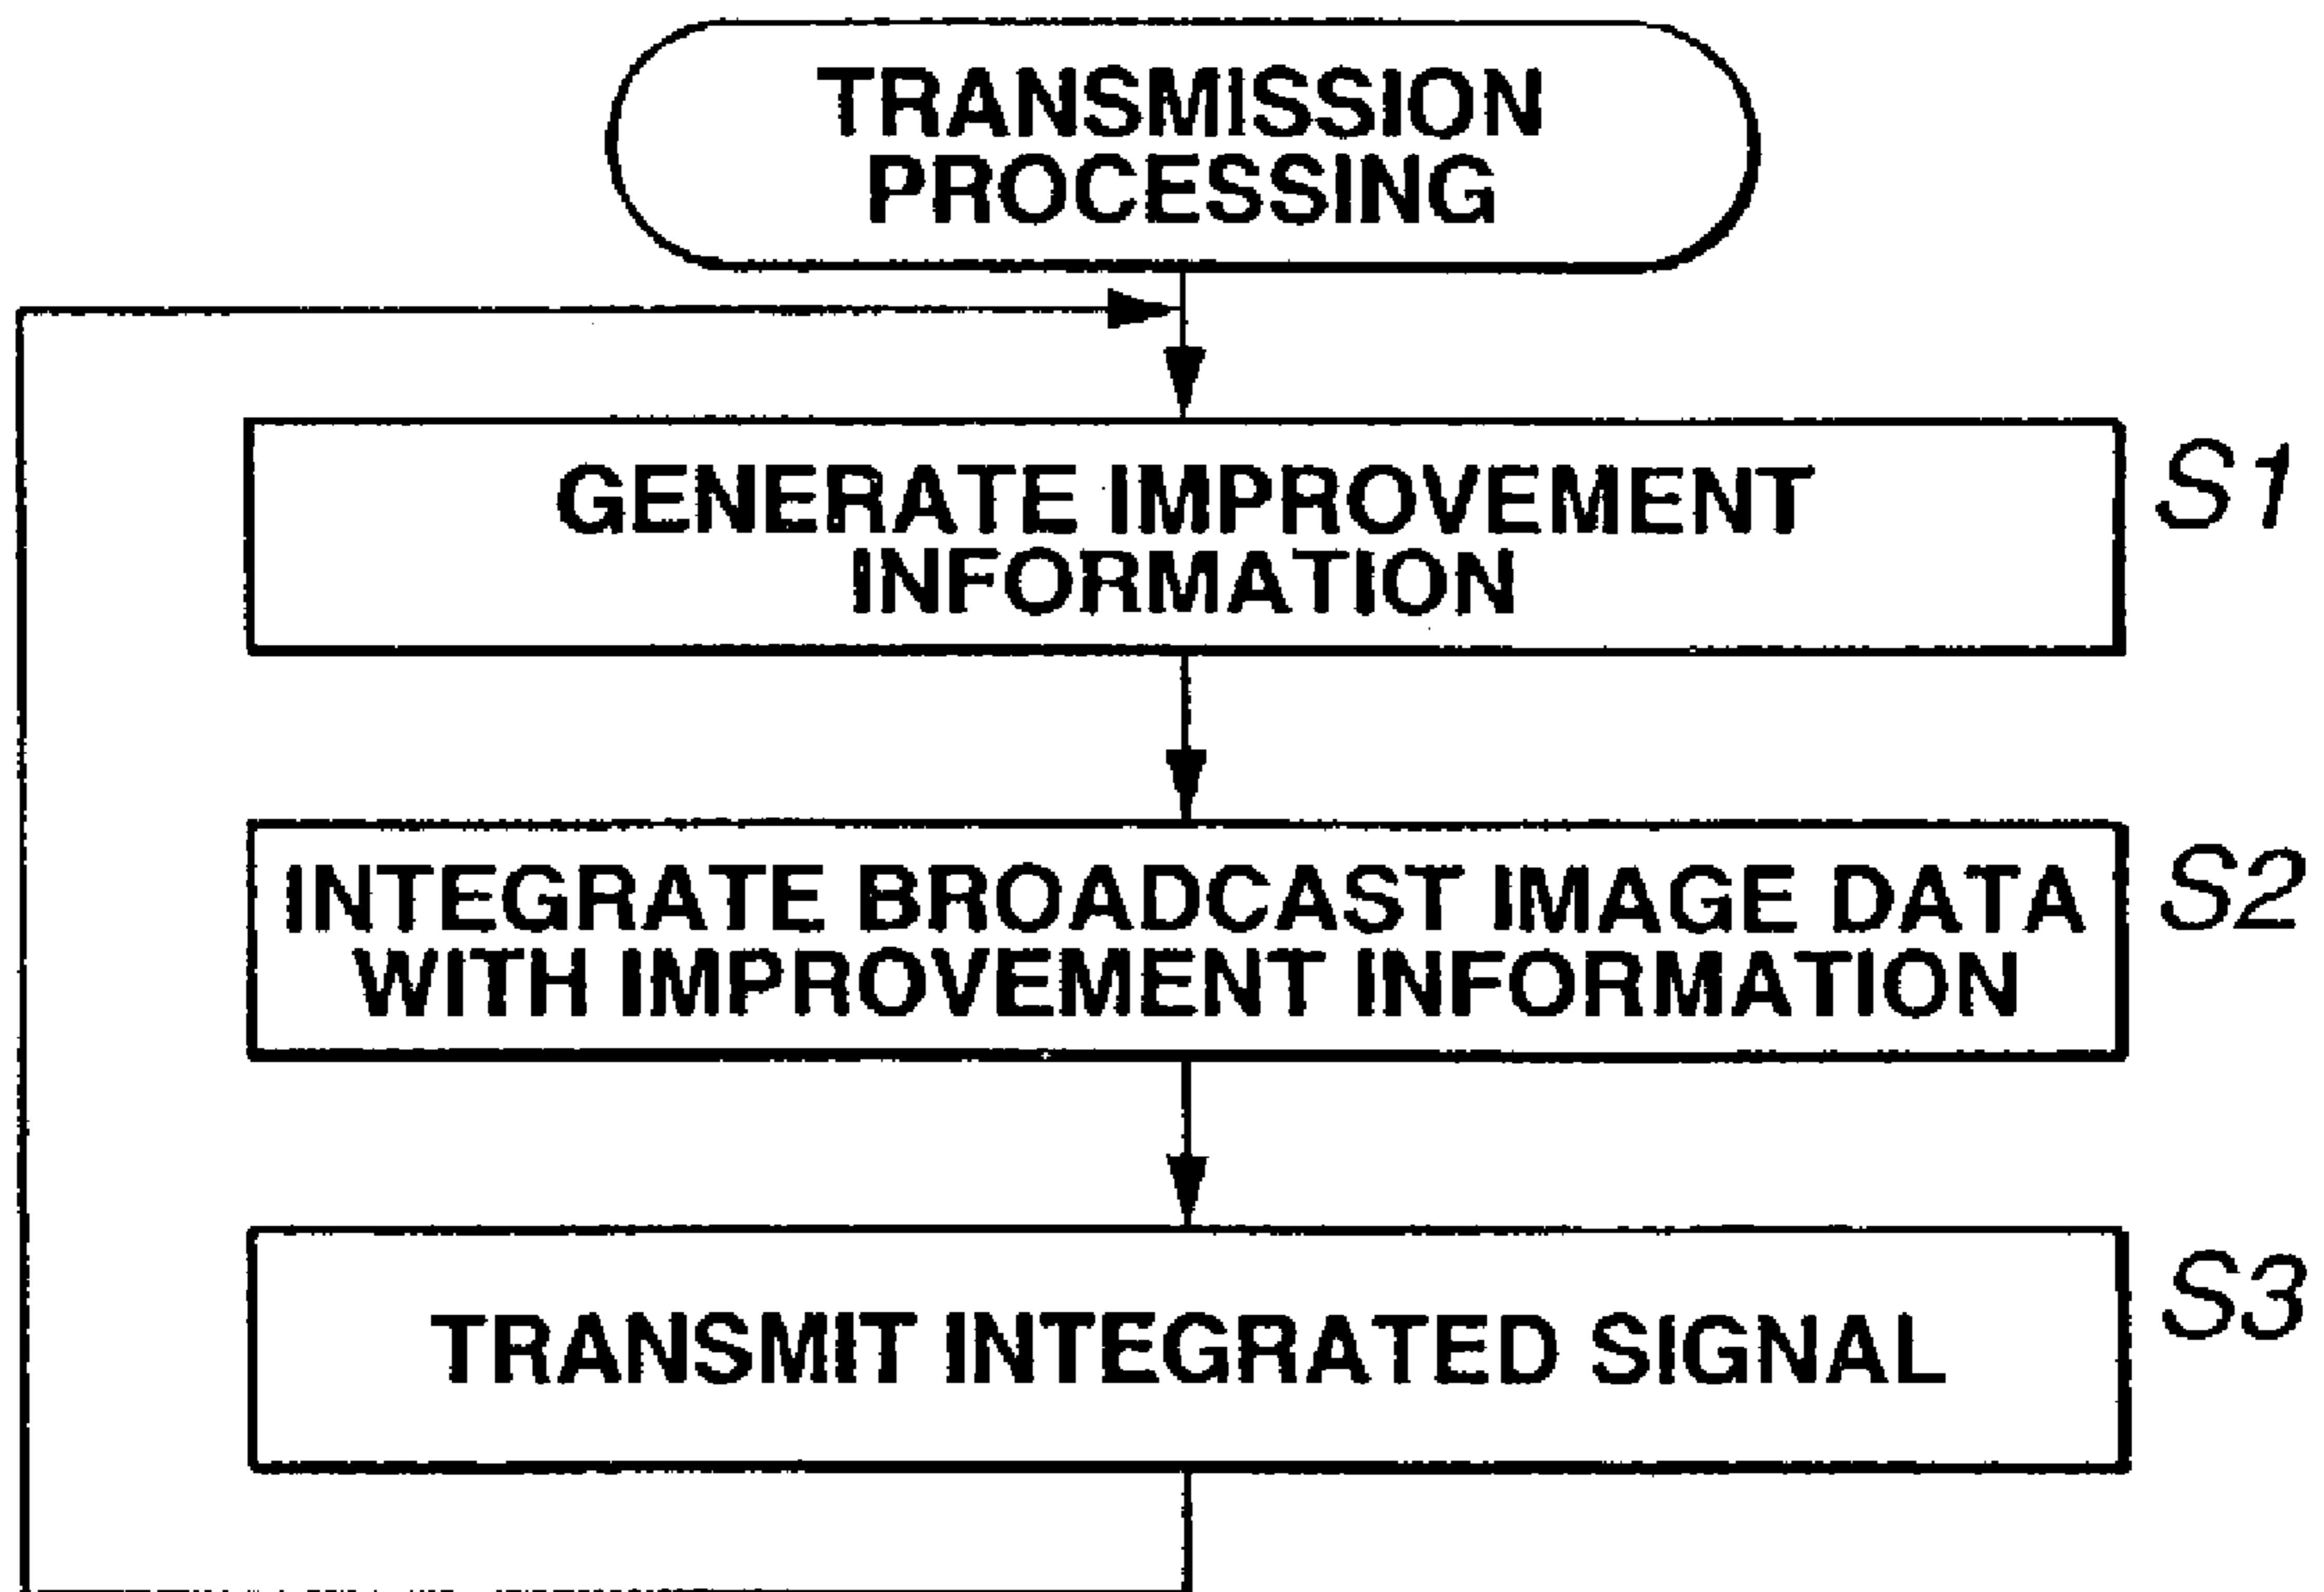 TRANSMISSION
PROCESSING
GENERATE IMPROVEMENT
INFORMATION
S1
INTEGRATE BROADCAST IMAGE DATA
WITH IMPROVEMENT INFORMATION
S2
TRANSMIT INTEGRATED SIGNAL
S3